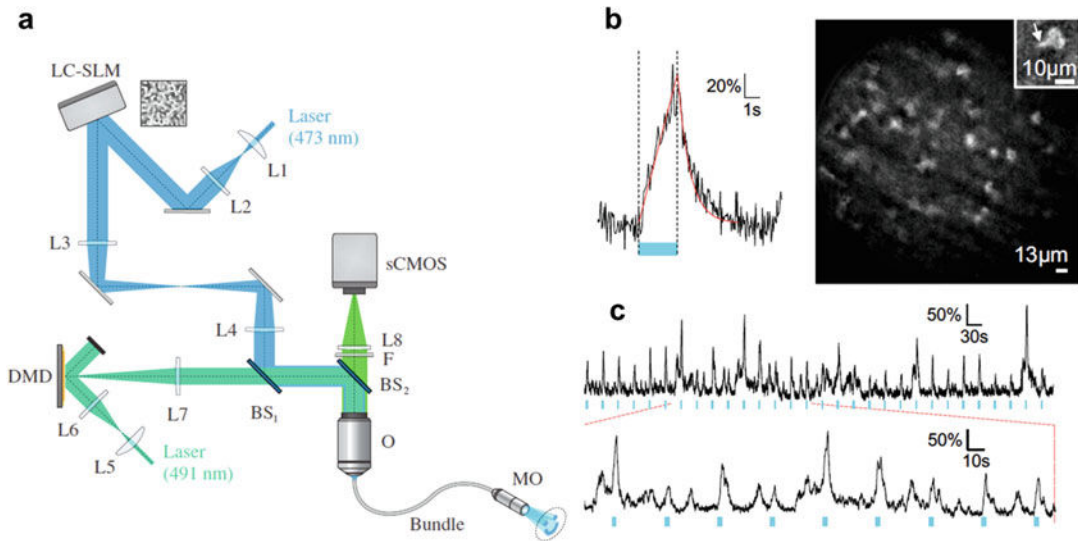 a
LC-SLM
Laser
(473 nm)
L1
L2
L3
sCMOS
L4
L8
F
DMD
BS₂
L7
BS₁
L6
O
L5
Laser
(491 nm)
MO
Bundle
b
20%
1s
10μm
13μm
c
50%
30s
50%
10s